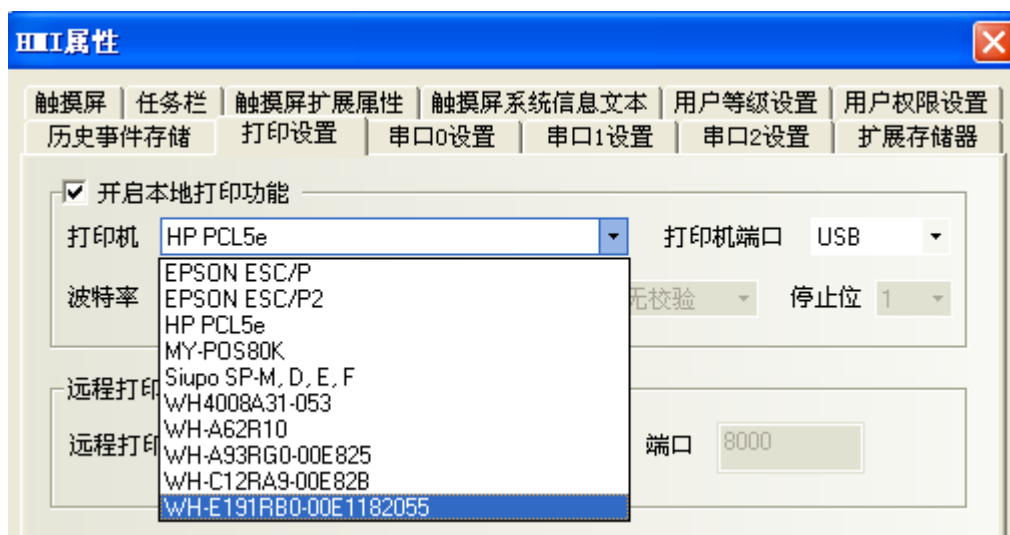 HMI属性
触摸屏 任务栏 触摸屏扩展属性 触摸屏系统信息文本 用户等级设置 用户权限设置
历史事件存储 打印设置 串口0设置 串口1设置 串口2设置 扩展存储器
开启本地打印功能
打印机 HP PCL5e 打印机端口 USB
EPSON ESC/P
波特率 EPSON ESC/P2 无校验 停止位 1
HP PCL5e
MY-POS80K
Siupo SP-M, D, E, F
远程打印
WH4008A31-053
WH-A62R10
远程打印 端口 8000
WH-A93RG0-00E825
WH-C12RA9-00E82B
WH-E191RB0-00E1182055